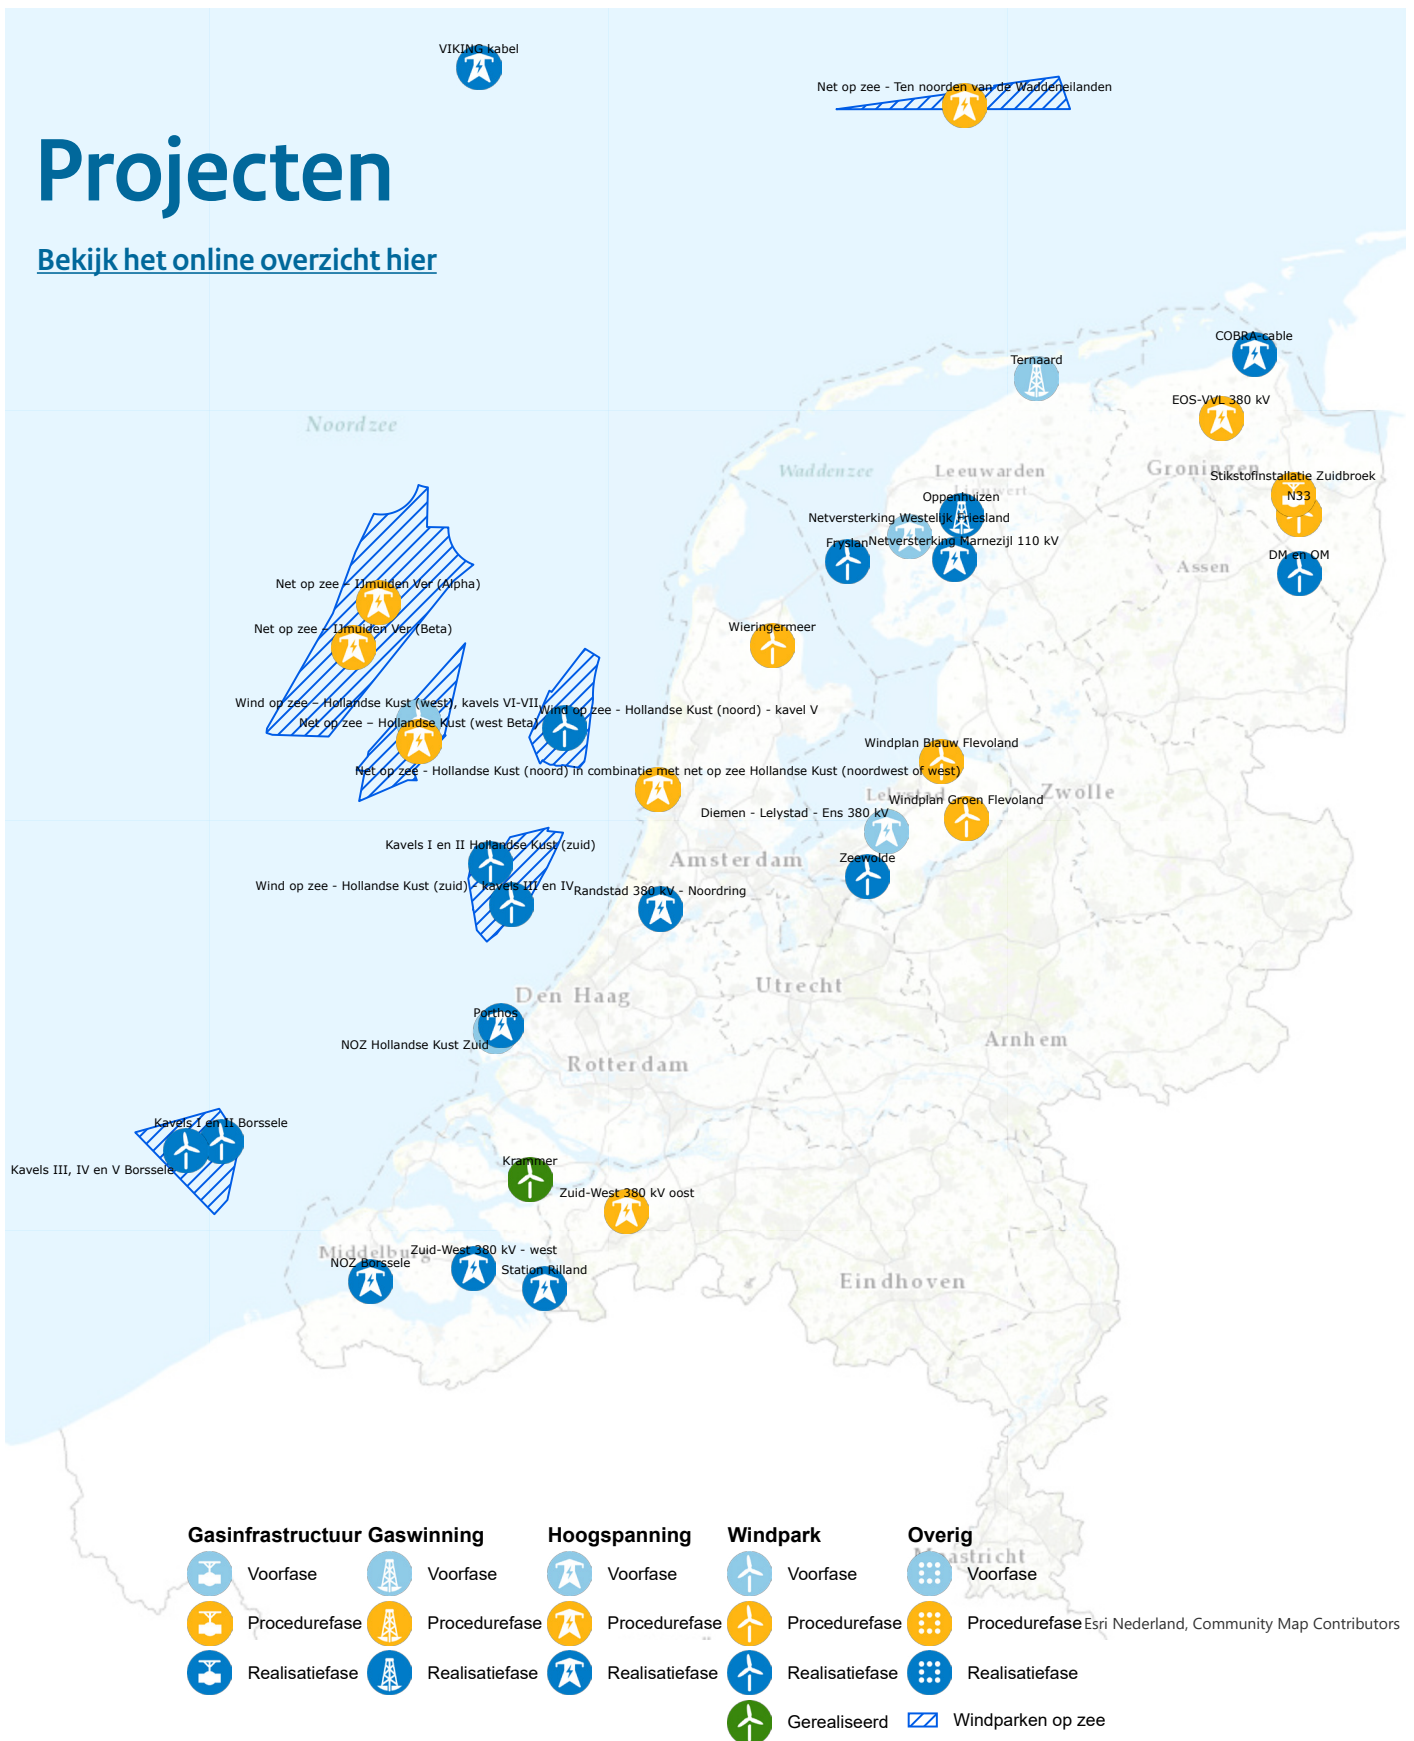 VIKING kabel
Net op zee - Ten noorden van de Waddeneilanden
Projecten
Bekijk het online overzicht hier
COBRA-cable
Ternaard
EOS-VVL 380 kV
Noordzee
Waddenzee
Leeuwarden
Ljouwert
Groningen
Stikstofinstallatie Zuidbroek
N33
Oppenhuizen
Netversterking Westelijk Friesland
Fryslan
Netversterking Marnezijl 110 kV
DM en OM
Assen
Net op zee – IJmuiden Ver (Alpha)
Net op zee – IJmuiden Ver (Beta)
Wieringermeer
Wind op zee – Hollandse Kust (west), kavels VI-VII
Wind op zee - Hollandse Kust (noord) - kavel V
Net op zee – Hollandse Kust (west Beta)
Windplan Blauw Flevoland
Net op zee - Hollandse Kust (noord) in combinatie met net op zee Hollandse Kust (noordwest of west)
Lelystad
Zwolle
Windplan Groen Flevoland
Diemen - Lelystad - Ens 380 kV
Kavels I en II Hollandse Kust (zuid)
Amsterdam
Zeewolde
Wind op zee - Hollandse Kust (zuid) - kavels III en IV
Randstad 380 kV - Noordring
Utrecht
Den Haag
Porthos
NOZ Hollandse Kust Zuid
Arnhem
Rotterdam
Kavels I en II Borssele
Kavels III, IV en V Borssele
Krammer
Zuid-West 380 kV oost
Middelburg
Zuid-West 380 kV - west
NOZ Borssele
Station Rilland
Eindhoven
Maastricht
Gasinfrastructuur
Voorfase
Procedurefase
Realisatiefase
Gaswinning
Voorfase
Procedurefase
Realisatiefase
Hoogspanning
Voorfase
Procedurefase
Realisatiefase
Windpark
Voorfase
Procedurefase
Realisatiefase
Gerealiseerd
Overig
Voorfase
Procedurefase
Realisatiefase
Windparken op zee
Esri Nederland, Community Map Contributors